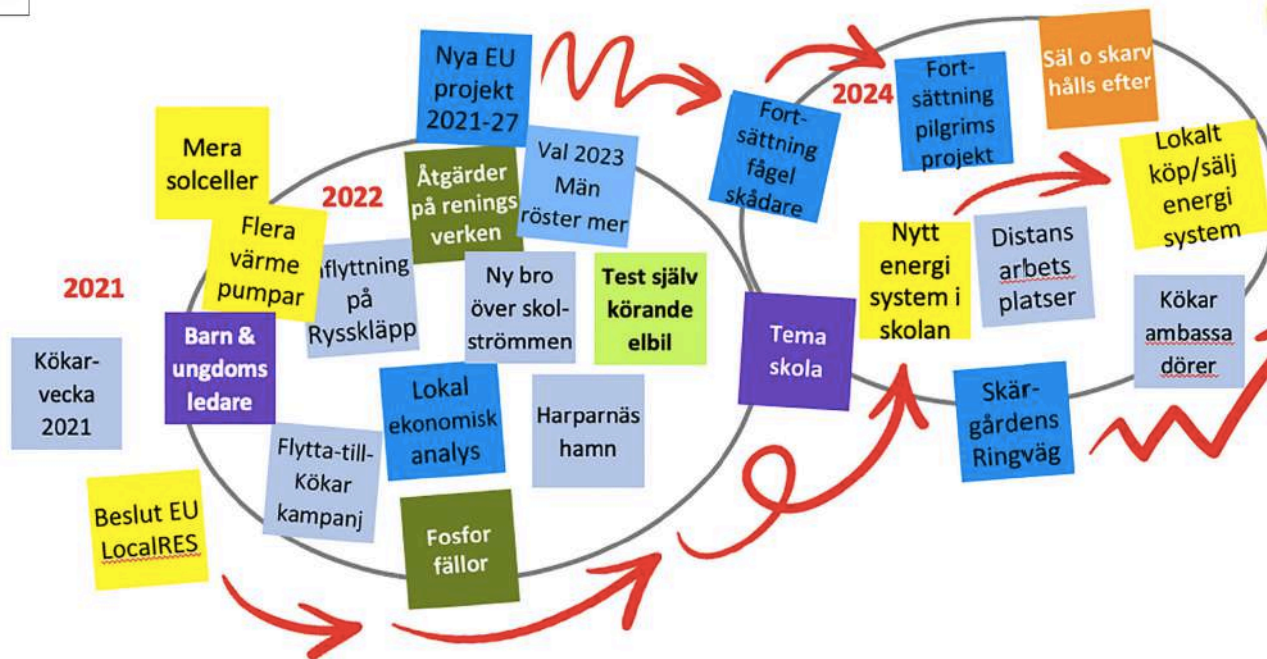 Nya EU
projekt
2021-27
Mera
solceller
2022
Åtgärder
på renings
verken
Val 2023
Män
röster mer
Flera
värme
pumpar
nflyttning
på
Rysskläpp
Ny bro
över skol-
strömmen
Test själv
körande
elbil
2021
Kökar-
vecka
2021
Barn &
ungdoms
ledare
Lokal
ekonomisk
analys
Harparnäs
hamn
Flytta-till-
Kökar
kampanj
Beslut EU
LocalRES
Fosfor
fällor
Fort-
sättning
fågel
skådare
2024
Fort-
sättning
pilgrims
projekt
Säl o skarv
hålls efter
Lokalt
köp/sälj
energi
system
Nytt
energi
system i
skolan
Distans
arbets
platser
Tema
skola
Kökar
ambassa
dörer
Skär-
gårdens
Ringväg